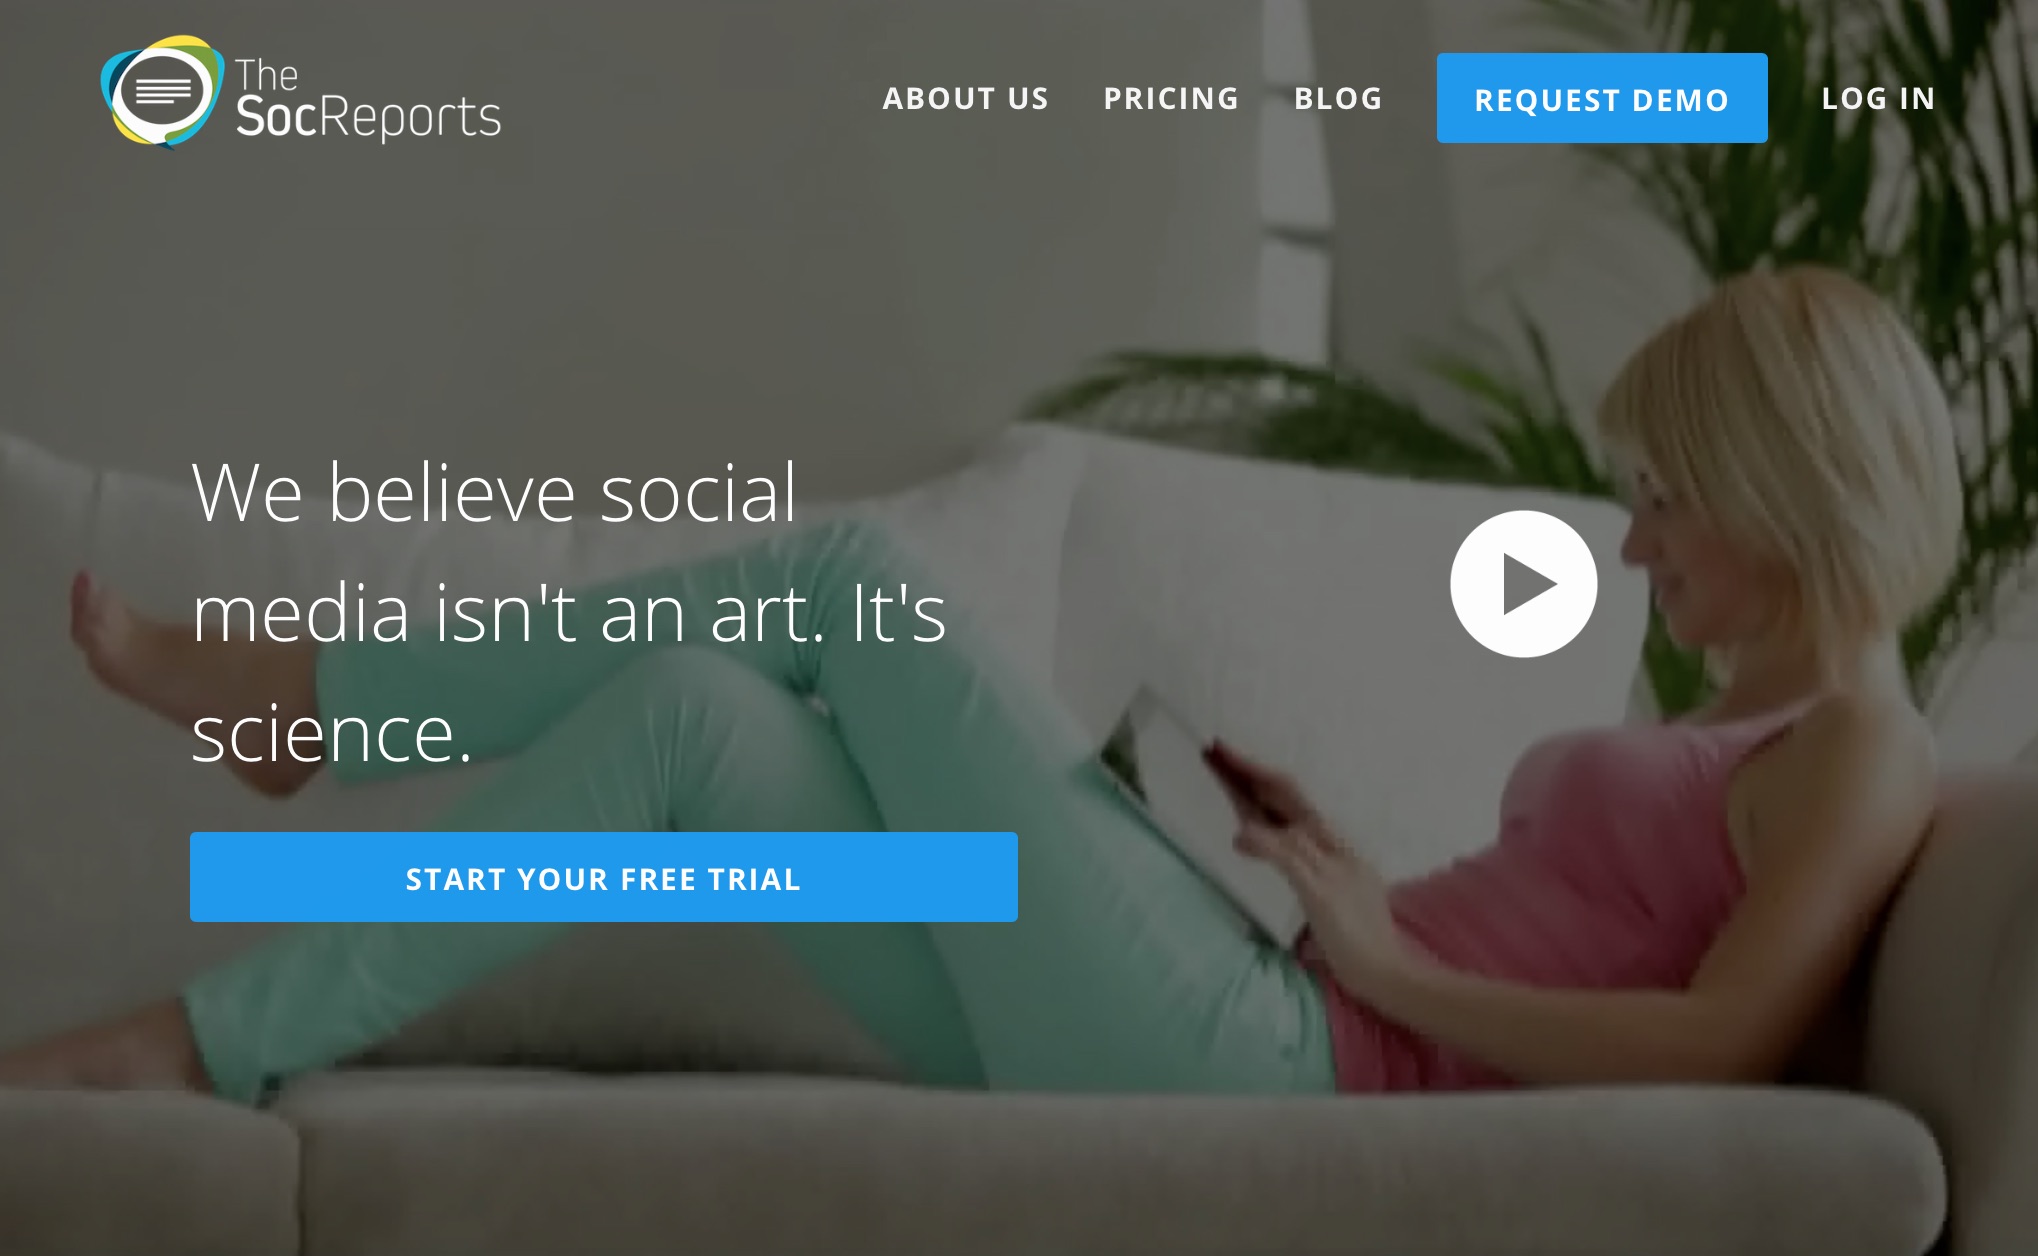 The
SocReports
ABOUT US
PRICING
BLOG
REQUEST DEMO
LOG IN
We believe social
media isn't an art. It's
science.
START YOUR FREE TRIAL